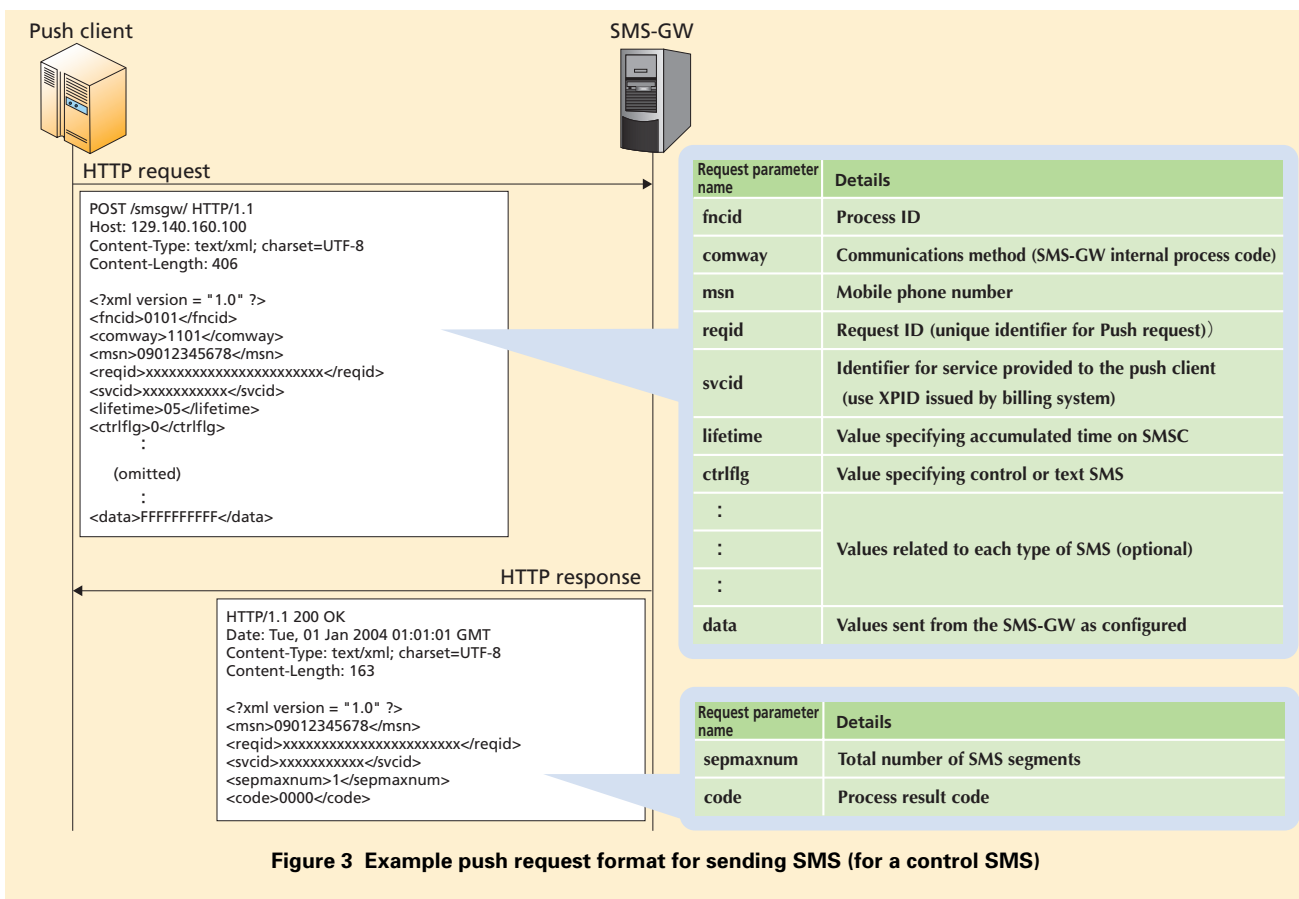 Push client
SMS-GW
HTTP request
POST /smsgw/ HTTP/1.1
Host: 129.140.160.100
Content-Type: text/xml; charset=UTF-8
Content-Length: 406
<?xml version = "1.0" ?>
<fncid>0101</fncid>
<comway>1101</comway>
<msn>09012345678</msn>
<reqid>xxxxxxxxxxxxxxxxxxxxxxx</reqid>
<svcid>xxxxxxxxxxx</svcid>
<lifetime>05</lifetime>
<ctrlflg>0</ctrlflg>
:
(omitted)
:
<data>FFFFFFFFFF</data>
Request parameter name
Details
fncid
Process ID
comway
Communications method (SMS-GW internal process code)
msn
Mobile phone number
reqid
Request ID (unique identifier for Push request)）
svcid
Identifier for service provided to the push client
(use XPID issued by billing system)
lifetime
Value specifying accumulated time on SMSC
ctrlflg
Value specifying control or text SMS
:
:
:
Values related to each type of SMS (optional)
data
Values sent from the SMS-GW as configured
HTTP response
HTTP/1.1 200 OK
Date: Tue, 01 Jan 2004 01:01:01 GMT
Content-Type: text/xml; charset=UTF-8
Content-Length: 163
<?xml version = "1.0" ?>
<msn>09012345678</msn>
<reqid>xxxxxxxxxxxxxxxxxxxxxxx</reqid>
<svcid>xxxxxxxxxxx</svcid>
<sepmaxnum>1</sepmaxnum>
<code>0000</code>
Request parameter name
Details
sepmaxnum
Total number of SMS segments
code
Process result code
Figure 3 Example push request format for sending SMS (for a control SMS)